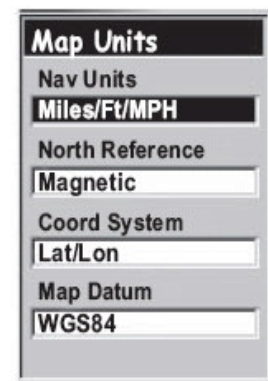 Map Units
Nav Units
Miles/Ft/MPH
North Reference
Magnetic
Coord System
Lat/Lon
Map Datum
WGS84